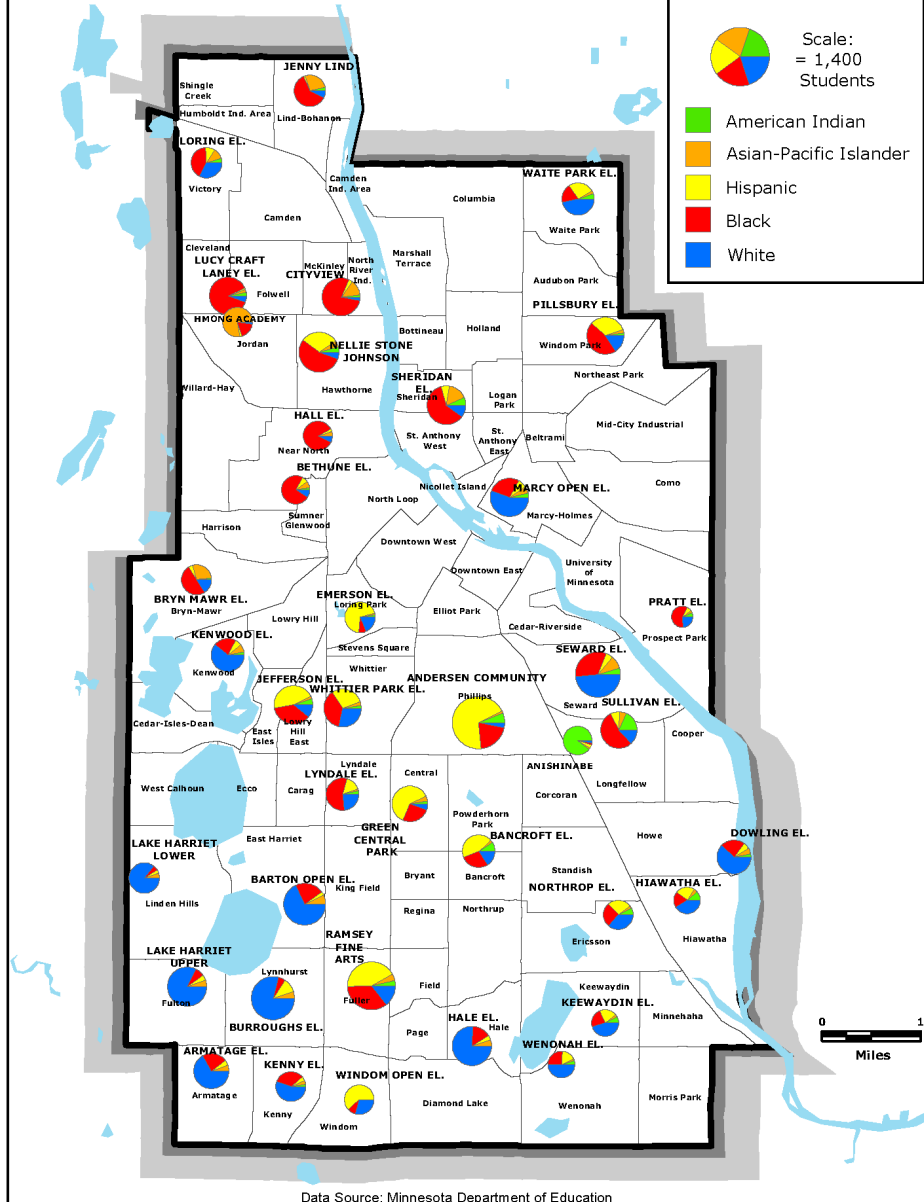 Scale:
= 1,400
Students
American Indian
Asian-Pacific Islander
Hispanic
Black
White
JENNY LIND
Shingle
Creek
Humboldt Ind. Area
Lind-Bohanon
LORING EL.
Victory
Camden
Ind. Area
Camden
WAITE PARK EL.
Columbia
Waite Park
Cleveland
LUCY CRAFT
LANEY EL.
Folwell
McKinley
CITYVIEW
North
River
Ind.
Marshall
Terrace
Audubon Park
HMONG ACADEMY
Jordan
PILLSBURY EL.
Windom Park
Bottineau
Holland
NELLIE STONE
JOHNSON
Hawthorne
Willard-Hay
SHERIDAN
EL.
Sheridan
Logan
Park
Northeast Park
Mid-City Industrial
HALL EL.
Near North
St. Anthony
West
St.
Anthony
East
Beltrami
BETHUNE EL.
Sumner
Glenwood
North Loop
Nicollet Island
MARCY OPEN EL.
Marcy-Holmes
Como
Harrison
Downtown West
Downtown East
University
of
Minnesota
BRYN MAWR EL.
Bryn-Mawr
EMERSON EL.
Loring Park
Lowry Hill
Elliot Park
Cedar-Riverside
PRATT EL.
Prospect Park
KENWOOD EL.
Kenwood
Stevens Square
Whittier
SEWARD EL.
Seward
JEFFERSON EL.
WHITTIER PARK EL.
ANDERSEN COMMUNITY
Phillips
SULLIVAN EL.
Cedar-Isles-Dean
East
Isles
Lowry
Hill
East
Cooper
ANISHINABE
Longfellow
Corcoran
West Calhoun
Ecco
Carag
Lyndale
LYNDALE EL.
Central
GREEN
CENTRAL
PARK
Powderhorn
Park
BANCROFT EL.
Bancroft
Howe
DOWLING EL.
LAKE HARRIET
LOWER
Linden Hills
East Harriet
BARTON OPEN EL.
King Field
Bryant
Standish
NORTHROP EL.
HIAWATHA EL.
Hiawatha
Regina
Northrup
Ericsson
LAKE HARRIET
UPPER
Fulton
Lynnhurst
BURROUGHS EL.
RAMSEY
FINE
ARTS
Fuller
Field
Keewaydin
KEEWAYDIN EL.
Minnehaha
Page
HALE EL.
Hale
WENONAH EL.
Wenonah
ARMATAGE EL.
Armatage
KENNY EL.
Kenny
WINDOM OPEN EL.
Windom
Diamond Lake
Morris Park
0 1
Miles
Data Source: Minnesota Department of Education